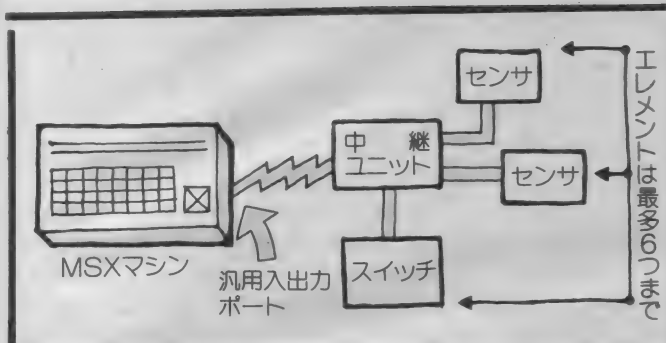 センサ
中継
ユニット
センサ
MSXマシン
汎用入出力
ポート
スイッチ
エレメントは最多6つまで